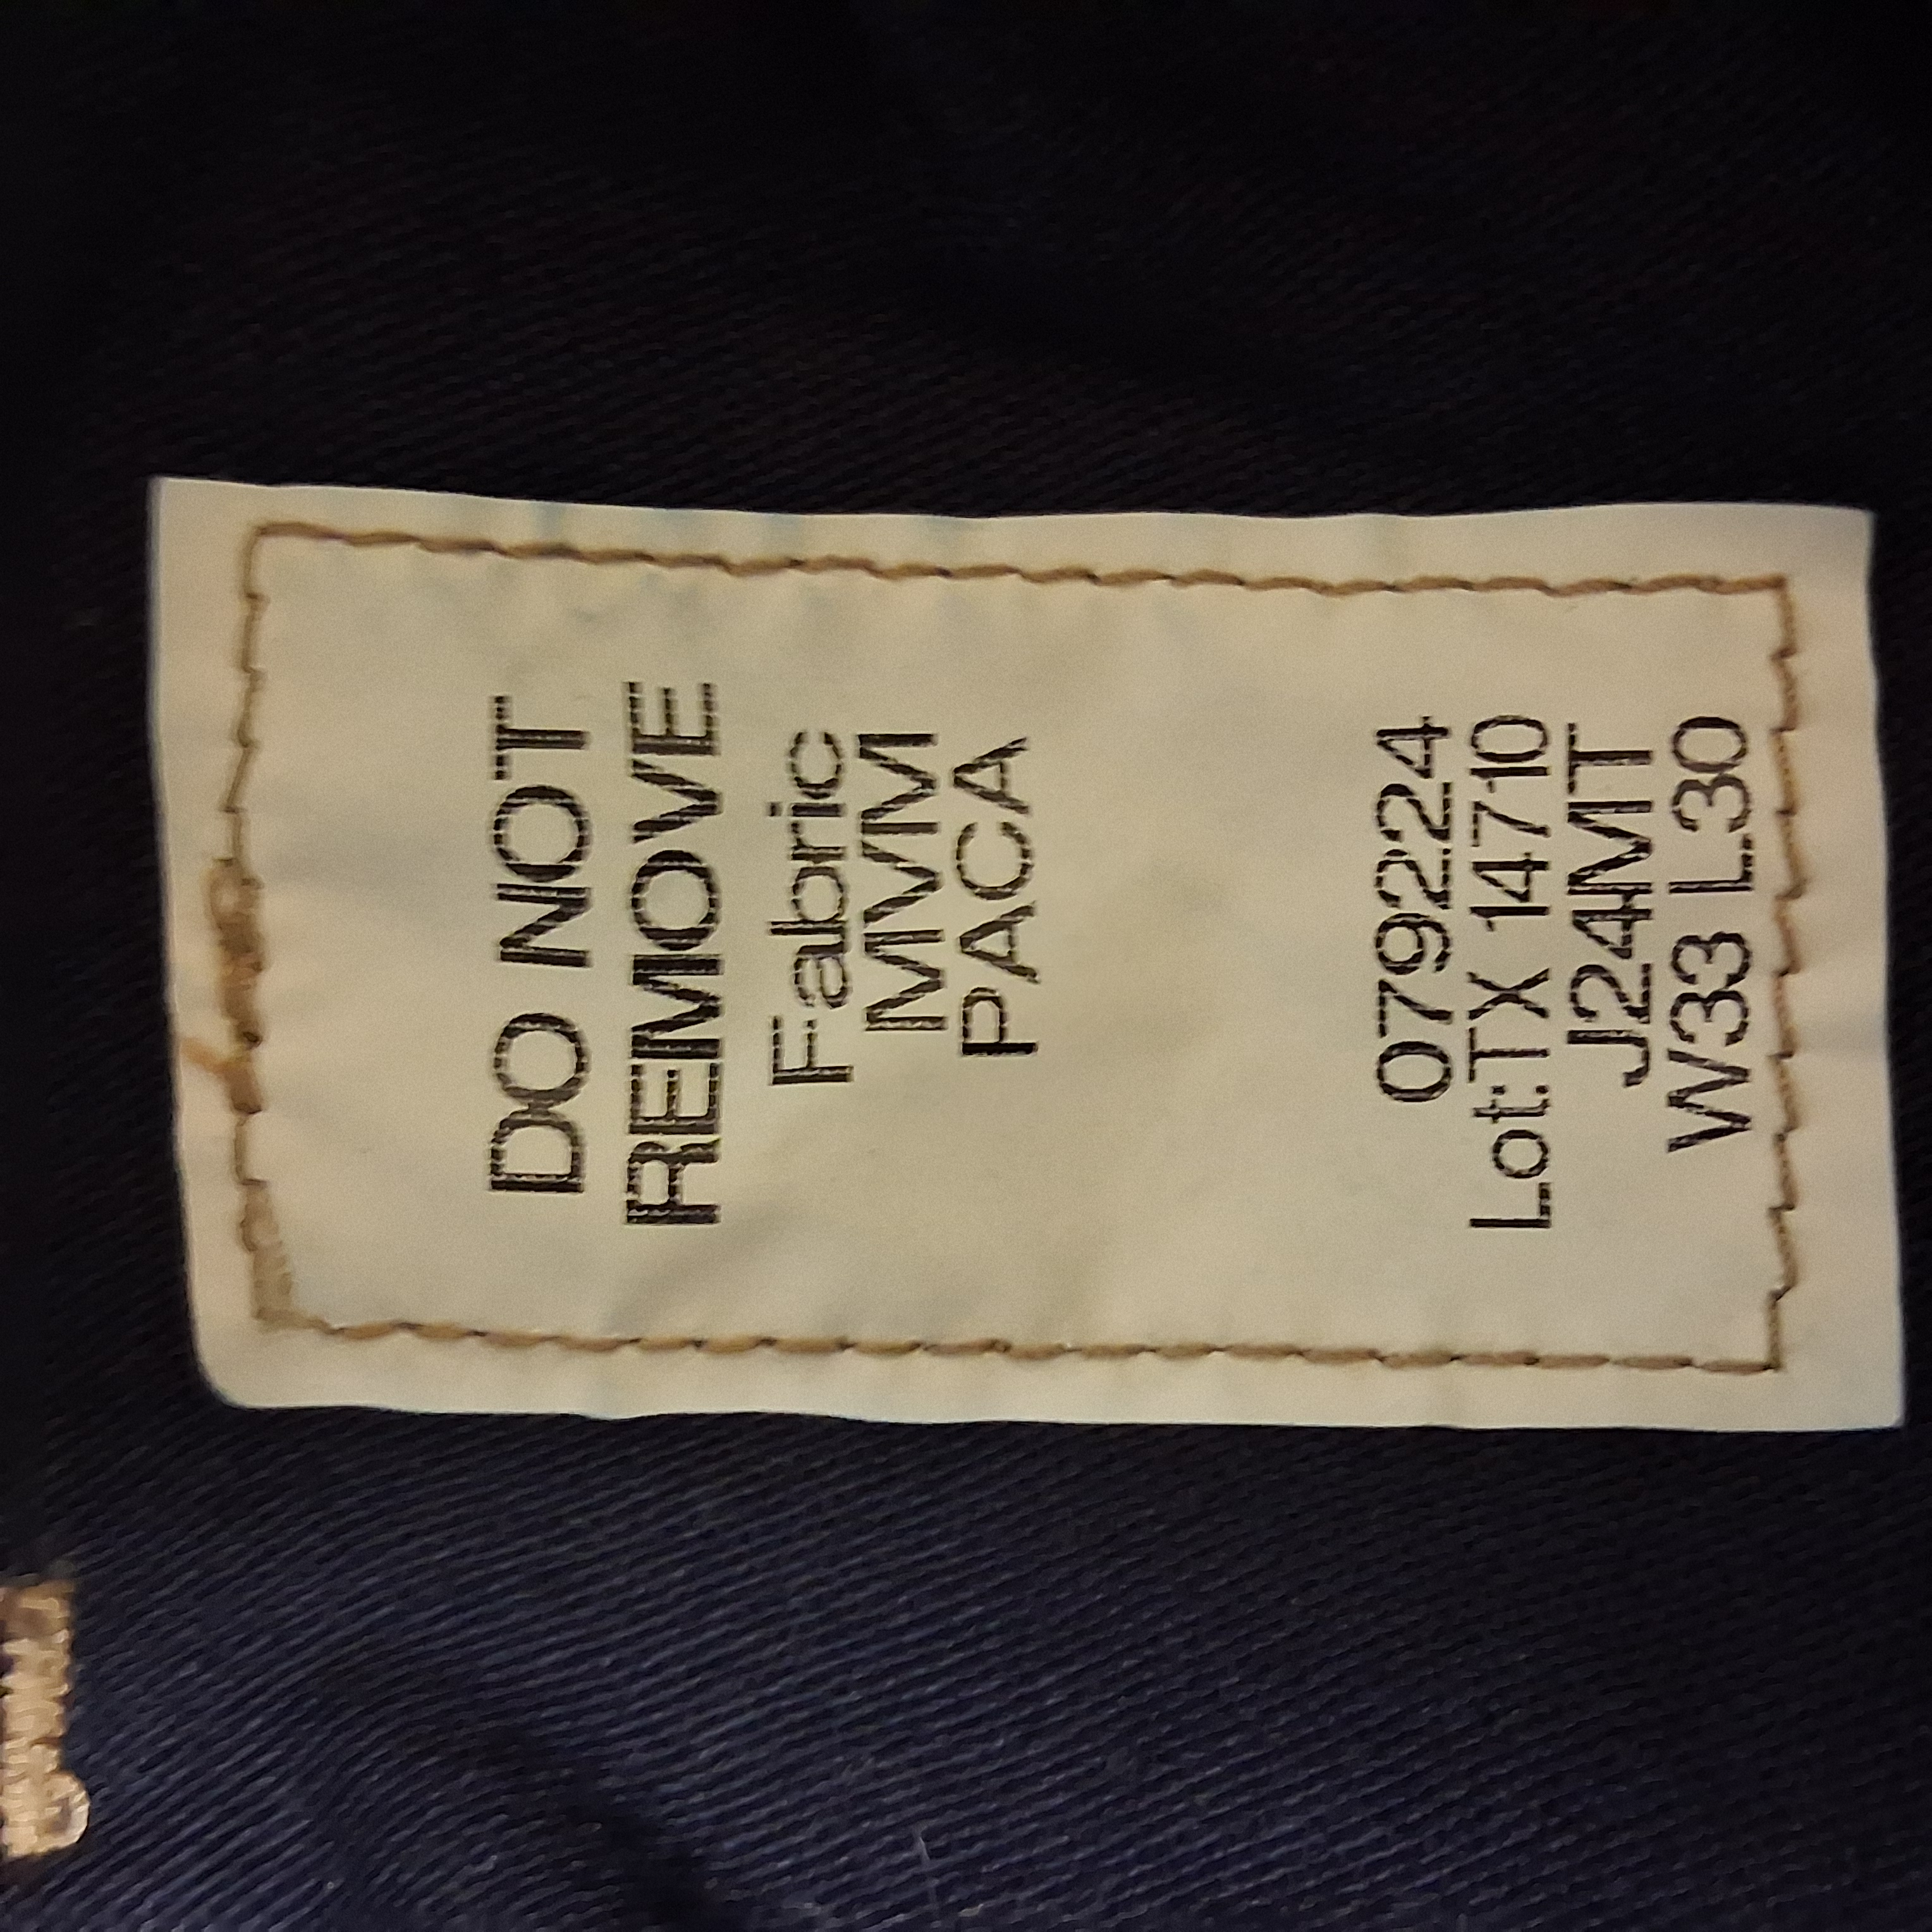 DO NOT
REMOVE
Fabric
MVM
PACA
079224
Lot:TX 14710
J24MT
W33 L30